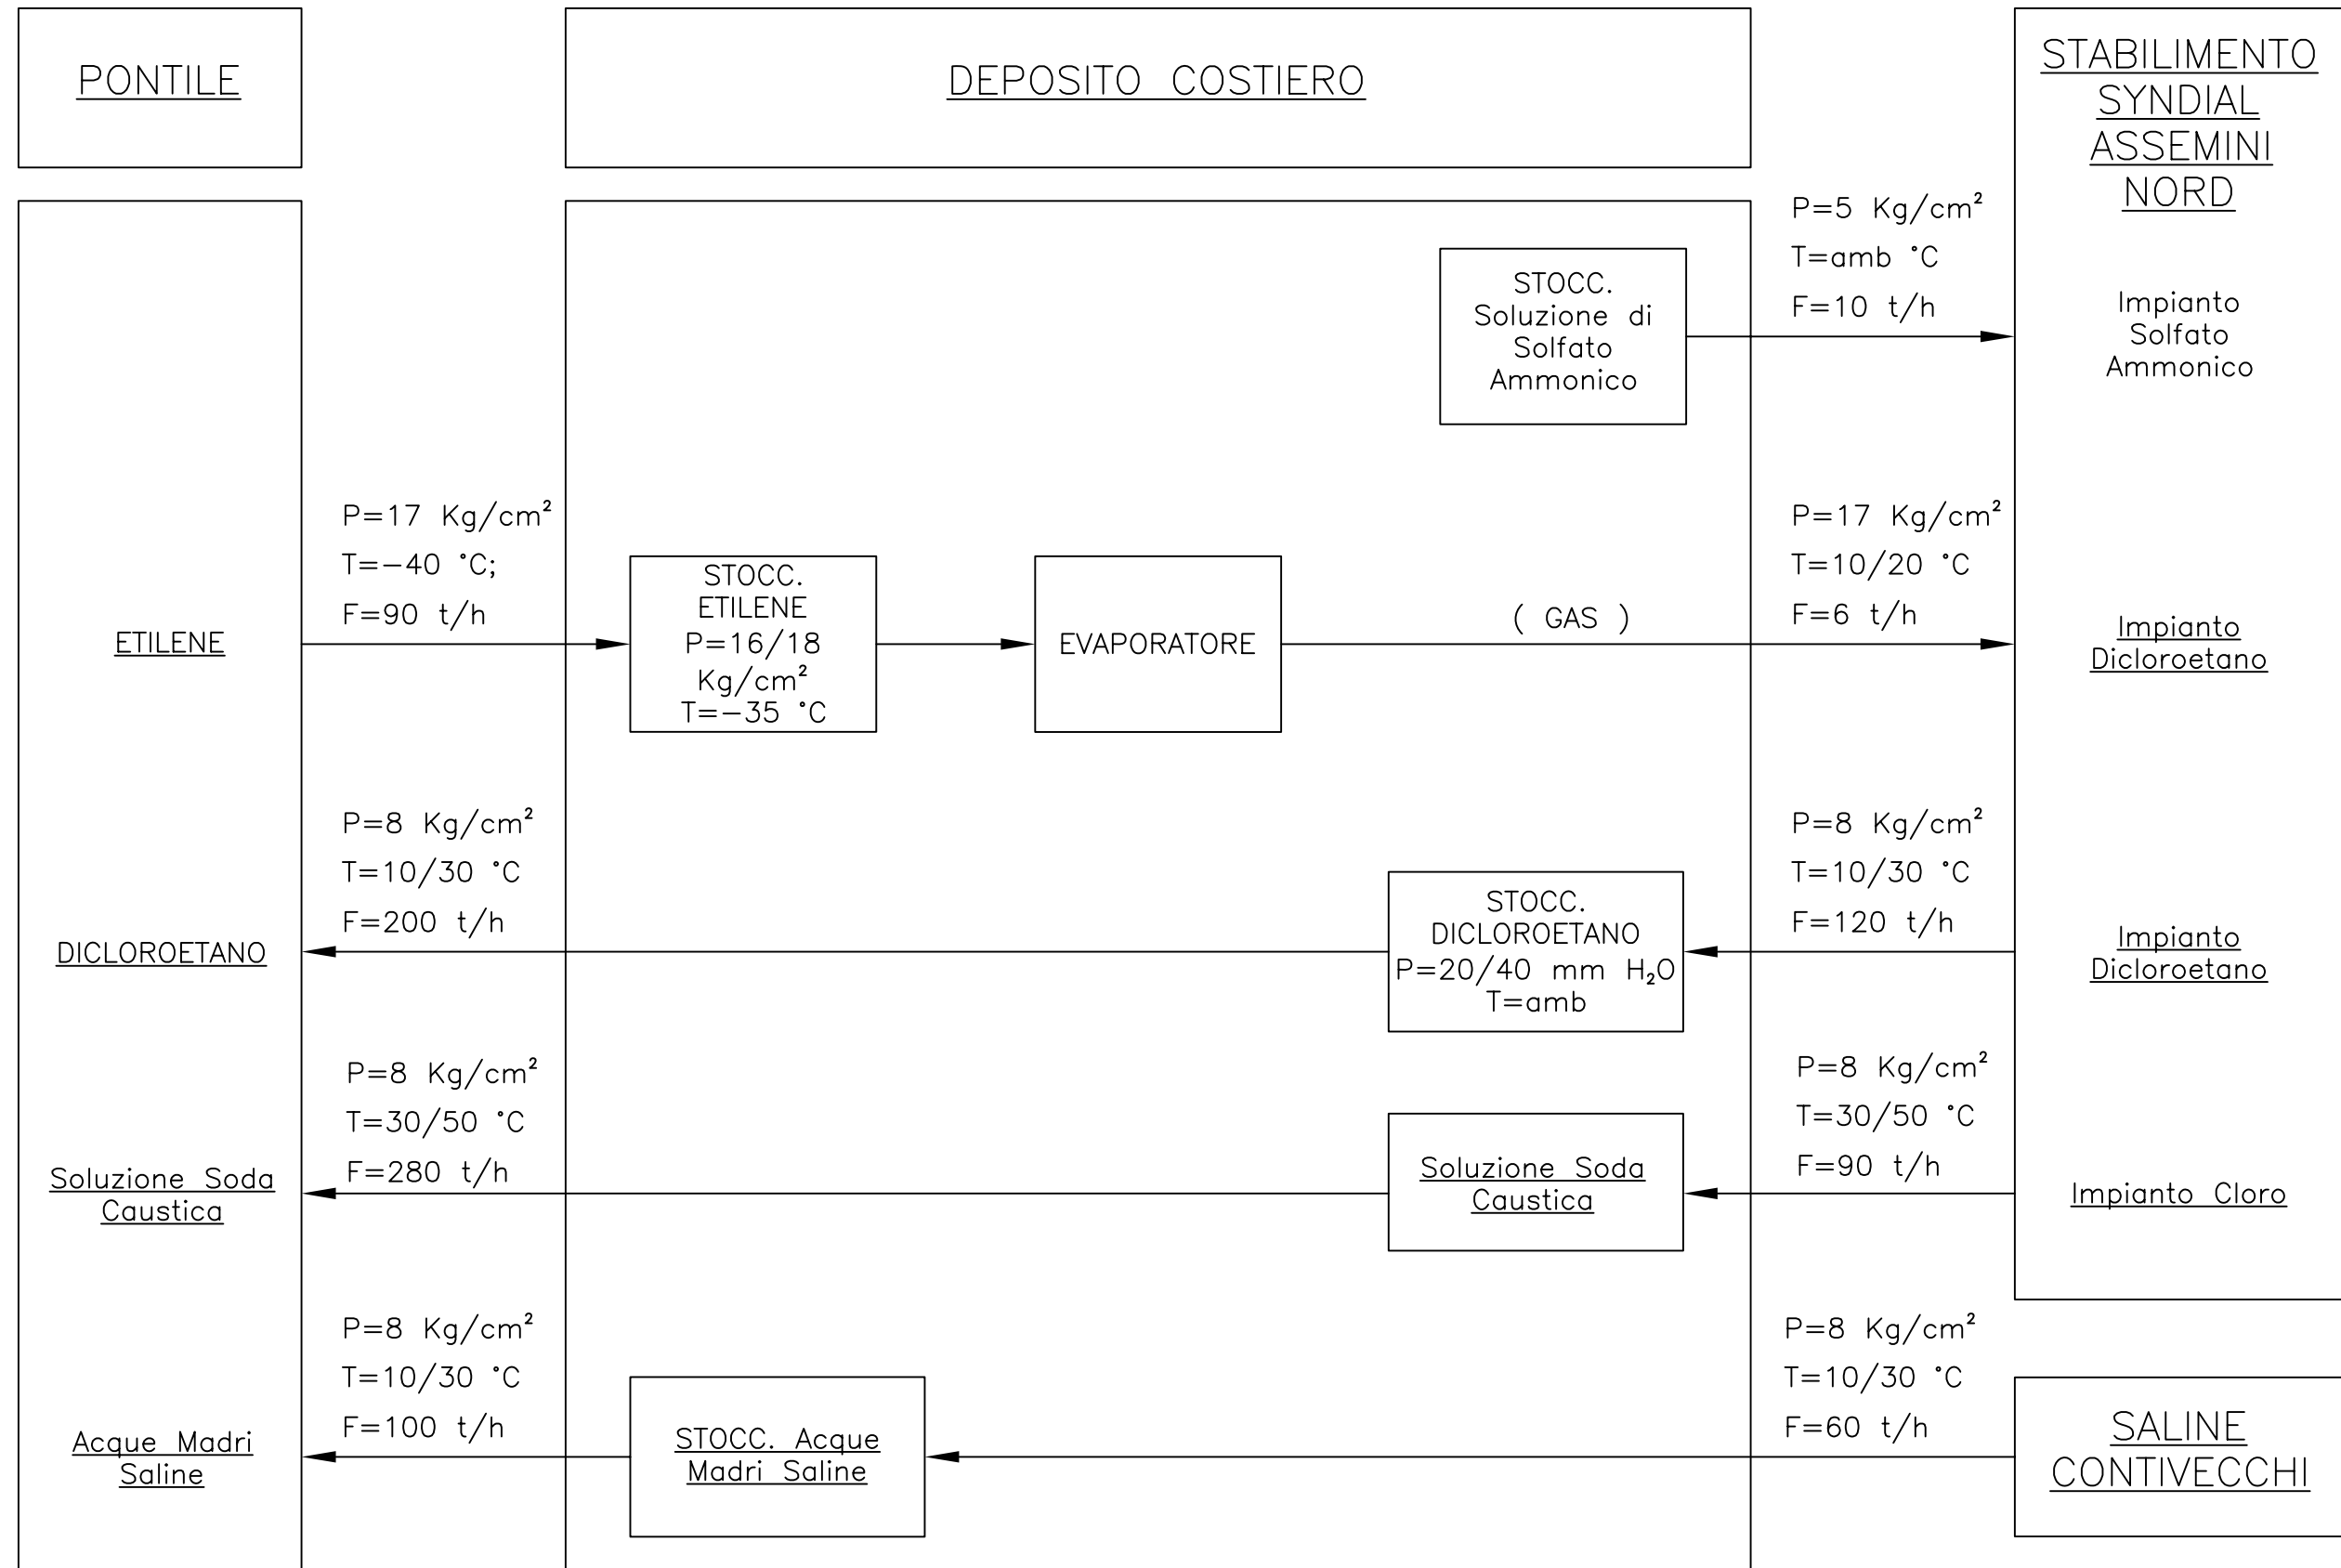 PONTILE
DEPOSITO COSTIERO
STABILIMENTO
SYNDIAL
ASSEMINI
NORD
STOCC.
Soluzione di
Solfato
Ammonico
P=5 Kg/cm²
T=amb °C
F=10 t/h
Impianto
Solfato
Ammonico
ETILENE
P=17 Kg/cm²
T=-40 °C;
F=90 t/h
STOCC.
ETILENE
P=16/18
Kg/cm²
T=-35 °C
EVAPORATORE
( GAS )
P=17 Kg/cm²
T=10/20 °C
F=6 t/h
Impianto
Dicloroetano
DICLOROETANO
P=8 Kg/cm²
T=10/30 °C
F=200 t/h
STOCC.
DICLOROETANO
P=20/40 mm H₂O
T=amb
P=8 Kg/cm²
T=10/30 °C
F=120 t/h
Impianto
Dicloroetano
Soluzione Soda
Caustica
P=8 Kg/cm²
T=30/50 °C
F=280 t/h
Soluzione Soda
Caustica
P=8 Kg/cm²
T=30/50 °C
F=90 t/h
Impianto Cloro
Acque Madri
Saline
P=8 Kg/cm²
T=10/30 °C
F=100 t/h
STOCC. Acque
Madri Saline
P=8 Kg/cm²
T=10/30 °C
F=60 t/h
SALINE
CONTIVECCHI